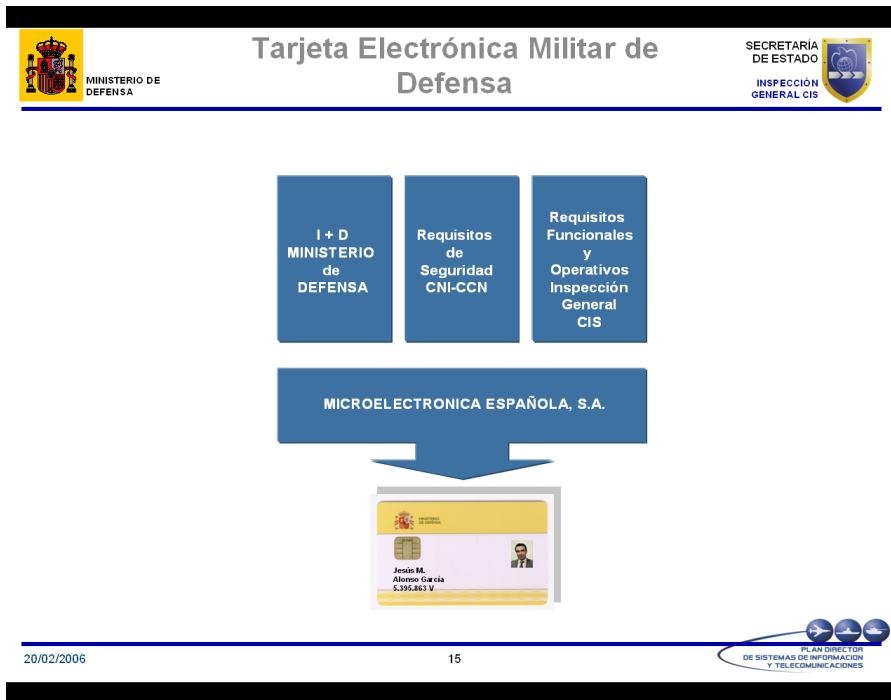 MINISTERIO DE
DEFENSA
Tarjeta Electrónica Militar de
Defensa
SECRETARÍA
DE ESTADO
INSPECCIÓN
GENERAL CIS
I + D
MINISTERIO
de
DEFENSA
Requisitos
de
Seguridad
CNI-CCN
Requisitos
Funcionales
y
Operativos
Inspección
General
CIS
MICROELECTRONICA ESPAÑOLA, S.A.
MINISTERIO
DE DEFENSA
Jesús M.
Alonso García
5.395.863 V
20/02/2006
15
PLAN DIRECTOR
DE SISTEMAS DE INFORMACION
Y TELECOMUNICACIONES